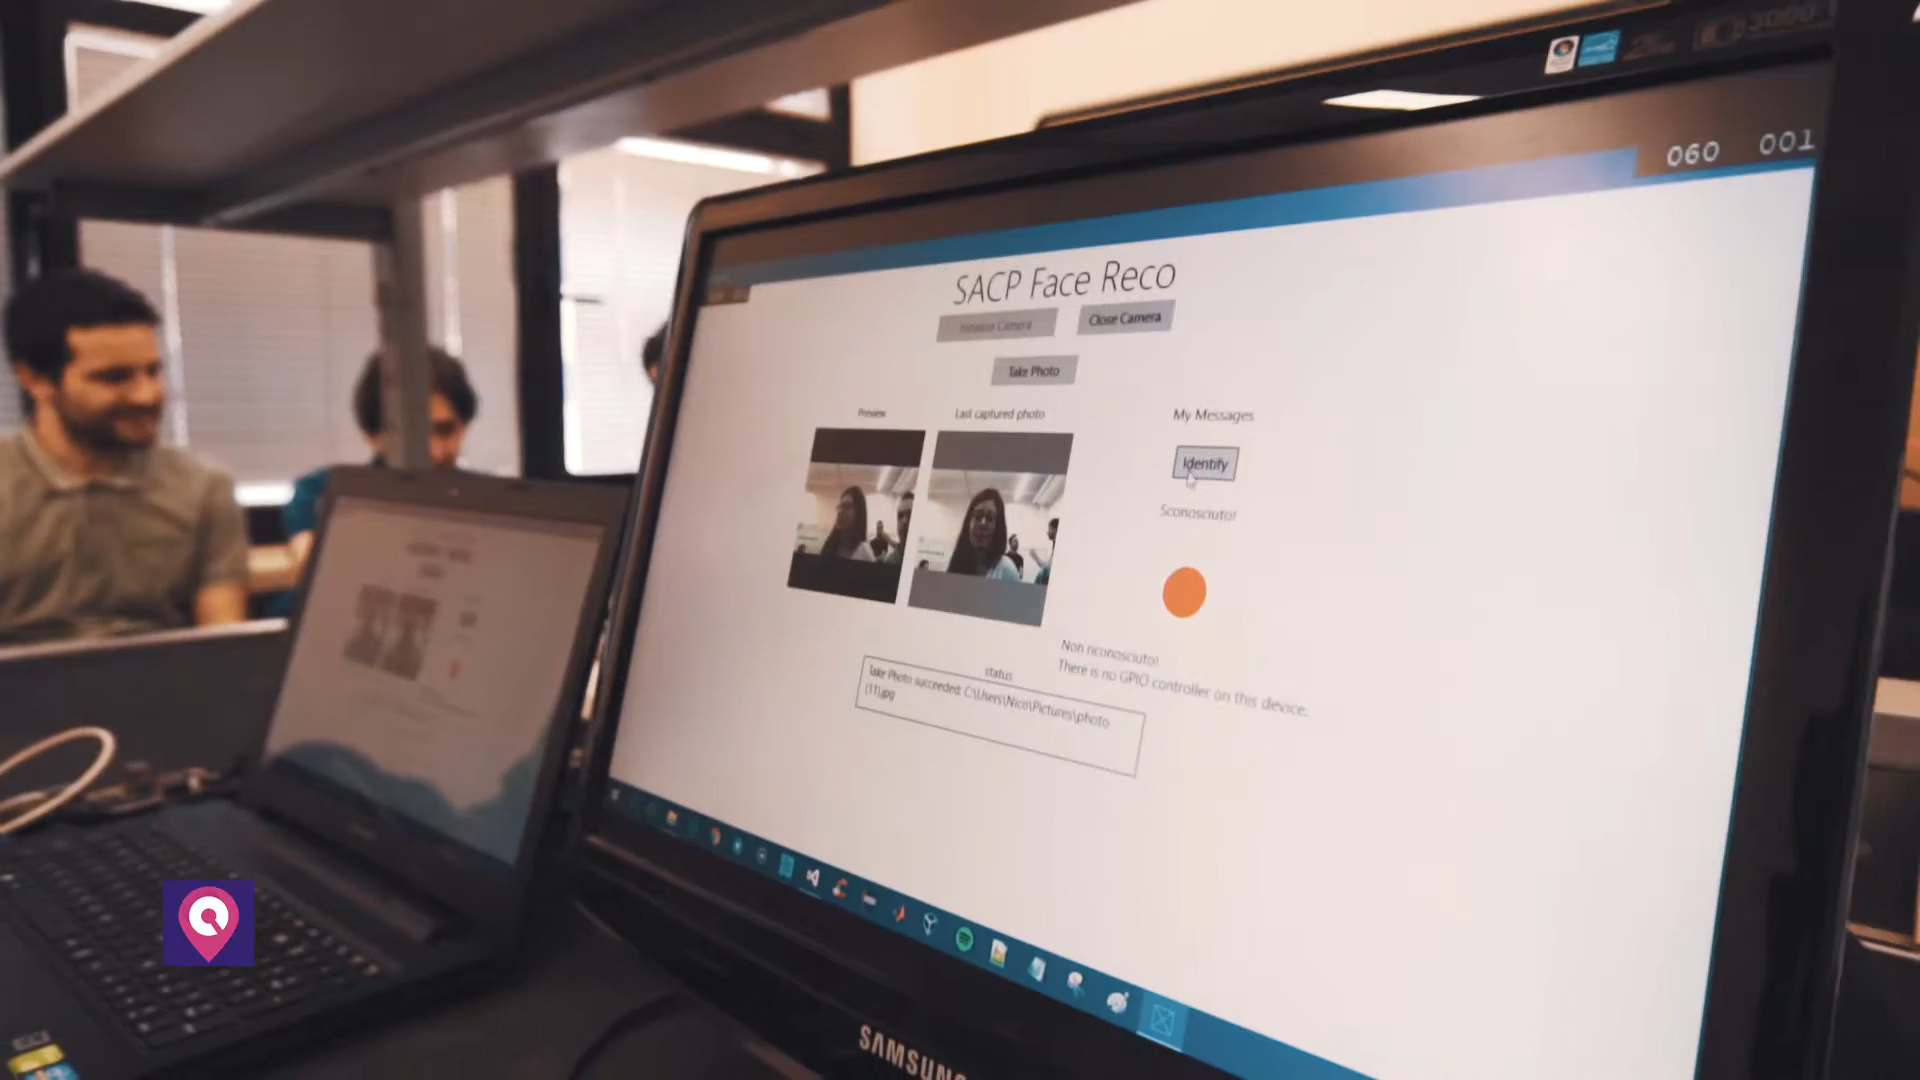 060 001
SACP Face Reco
Initialize Camera
Close Camera
Take Photo
Preview
Last captured photo
My Messages
Identify
Sconosciuto!
Non riconosciuto!
There is no GPIO controller on this device.
status
Take Photo succeeded: C:\Users\Nico\Pictures\photo
(11).jpg
SAMSUNG